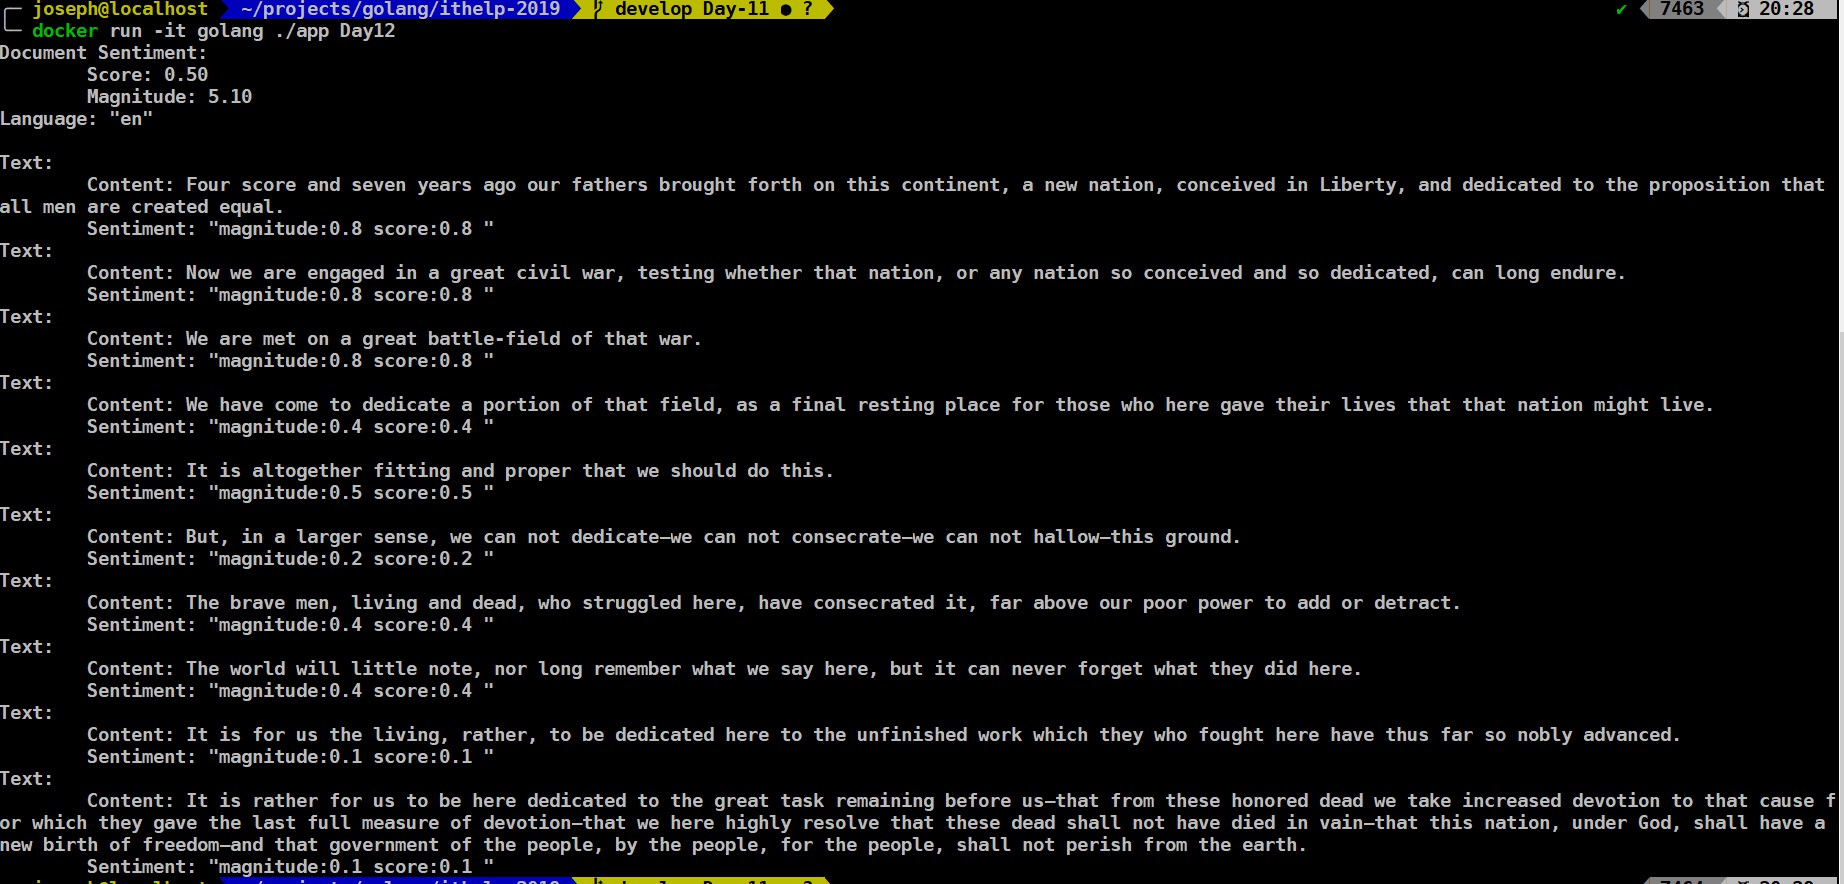 joseph@localhost ~/projects/golang/ithelp-2019 develop Day-11 ● ? ✔ 7463 20:28
docker run -it golang ./app Day12
Document Sentiment:
Score: 0.50
Magnitude: 5.10
Language: "en"
Text:
Content: Four score and seven years ago our fathers brought forth on this continent, a new nation, conceived in Liberty, and dedicated to the proposition that
all men are created equal.
Sentiment: "magnitude:0.8 score:0.8 "
Text:
Content: Now we are engaged in a great civil war, testing whether that nation, or any nation so conceived and so dedicated, can long endure.
Sentiment: "magnitude:0.8 score:0.8 "
Text:
Content: We are met on a great battle-field of that war.
Sentiment: "magnitude:0.8 score:0.8 "
Text:
Content: We have come to dedicate a portion of that field, as a final resting place for those who here gave their lives that that nation might live.
Sentiment: "magnitude:0.4 score:0.4 "
Text:
Content: It is altogether fitting and proper that we should do this.
Sentiment: "magnitude:0.5 score:0.5 "
Text:
Content: But, in a larger sense, we can not dedicate—we can not consecrate—we can not hallow—this ground.
Sentiment: "magnitude:0.2 score:0.2 "
Text:
Content: The brave men, living and dead, who struggled here, have consecrated it, far above our poor power to add or detract.
Sentiment: "magnitude:0.4 score:0.4 "
Text:
Content: The world will little note, nor long remember what we say here, but it can never forget what they did here.
Sentiment: "magnitude:0.4 score:0.4 "
Text:
Content: It is for us the living, rather, to be dedicated here to the unfinished work which they who fought here have thus far so nobly advanced.
Sentiment: "magnitude:0.1 score:0.1 "
Text:
Content: It is rather for us to be here dedicated to the great task remaining before us—that from these honored dead we take increased devotion to that cause f
or which they gave the last full measure of devotion—that we here highly resolve that these dead shall not have died in vain—that this nation, under God, shall have a
new birth of freedom—and that government of the people, by the people, for the people, shall not perish from the earth.
Sentiment: "magnitude:0.1 score:0.1 "